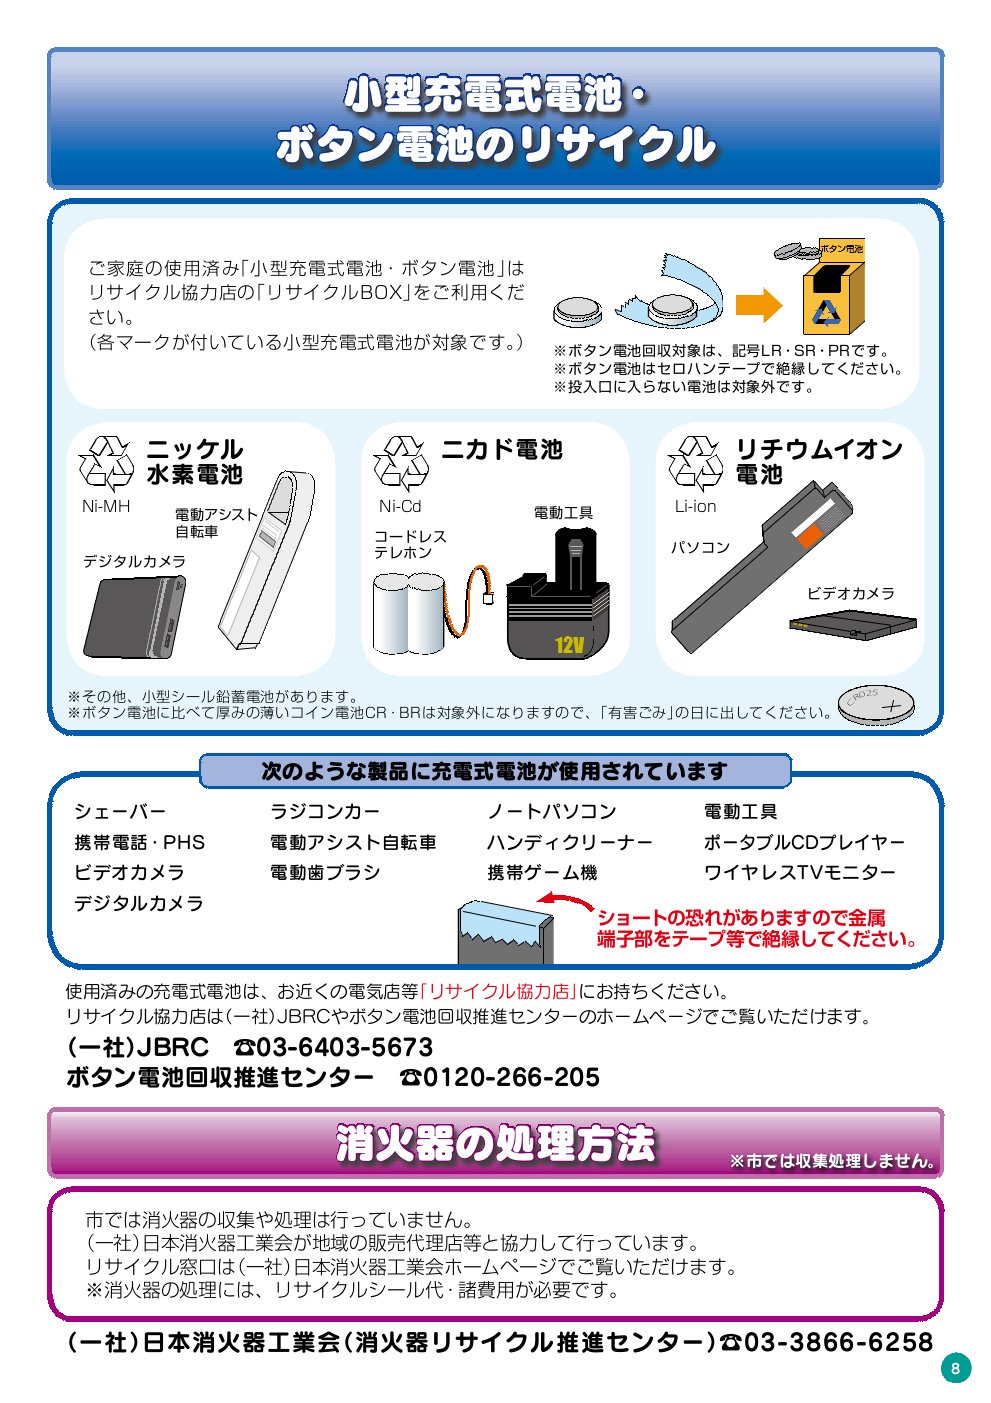 小型充電式電池・
ボタン電池のリサイクル
ご家庭の使用済み「小型充電式電池・ボタン電池」は
リサイクル協力店の「リサイクルBOX」をご利用くだ
さい。
（各マークが付いている小型充電式電池が対象です。）
ボタン電池
※ボタン電池回収対象は、記号LR・SR・PRです。
※ボタン電池はセロハンテープで絶縁してください。
※投入口に入らない電池は対象外です。
ニッケル
水素電池
Ni-MH
電動アシスト
自転車
デジタルカメラ
ニカド電池
Ni-Cd
電動工具
コードレス
テレホン
12V
リチウムイオン
電池
Li-ion
パソコン
ビデオカメラ
※その他、小型シール鉛蓄電池があります。
※ボタン電池に比べて厚みの薄いコイン電池CR・BRは対象外になりますので、「有害ごみ」の日に出してください。
CR025
＋
次のような製品に充電式電池が使用されています
シェーバー
携帯電話・PHS
ビデオカメラ
デジタルカメラ
ラジコンカー
電動アシスト自転車
電動歯ブラシ
ノートパソコン
ハンディクリーナー
携帯ゲーム機
電動工具
ポータブルCDプレイヤー
ワイヤレスTVモニター
ショートの恐れがありますので金属
端子部をテープ等で絶縁してください。
使用済みの充電式電池は、お近くの電気店等「リサイクル協力店」にお持ちください。
リサイクル協力店は（一社）JBRCやボタン電池回収推進センターのホームページでご覧いただけます。
（一社）JBRC　☎03-6403-5673
ボタン電池回収推進センター　☎0120-266-205
消火器の処理方法
※市では収集処理しません。
市では消火器の収集や処理は行っていません。
（一社）日本消火器工業会が地域の販売代理店等と協力して行っています。
リサイクル窓口は（一社）日本消火器工業会ホームページでご覧いただけます。
※消火器の処理には、リサイクルシール代・諸費用が必要です。
（一社）日本消火器工業会（消火器リサイクル推進センター）☎03-3866-6258
8